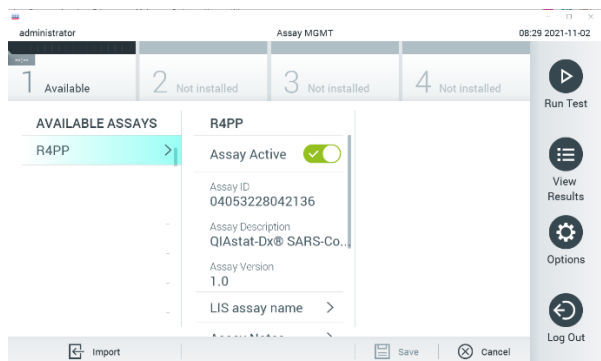 administrator Assay MGMT 08:29 2021-11-02
--:--
1 Available 2 Not installed 3 Not installed 4 Not installed
Run Test
AVAILABLE ASSAYS R4PP
R4PP Assay Active
View
Results
Assay ID
04053228042136
Assay Description
QIAstat-Dx® SARS-Co...
Options
Assay Version
1.0
LIS assay name
Assay Notes
Import Save Cancel
Log Out